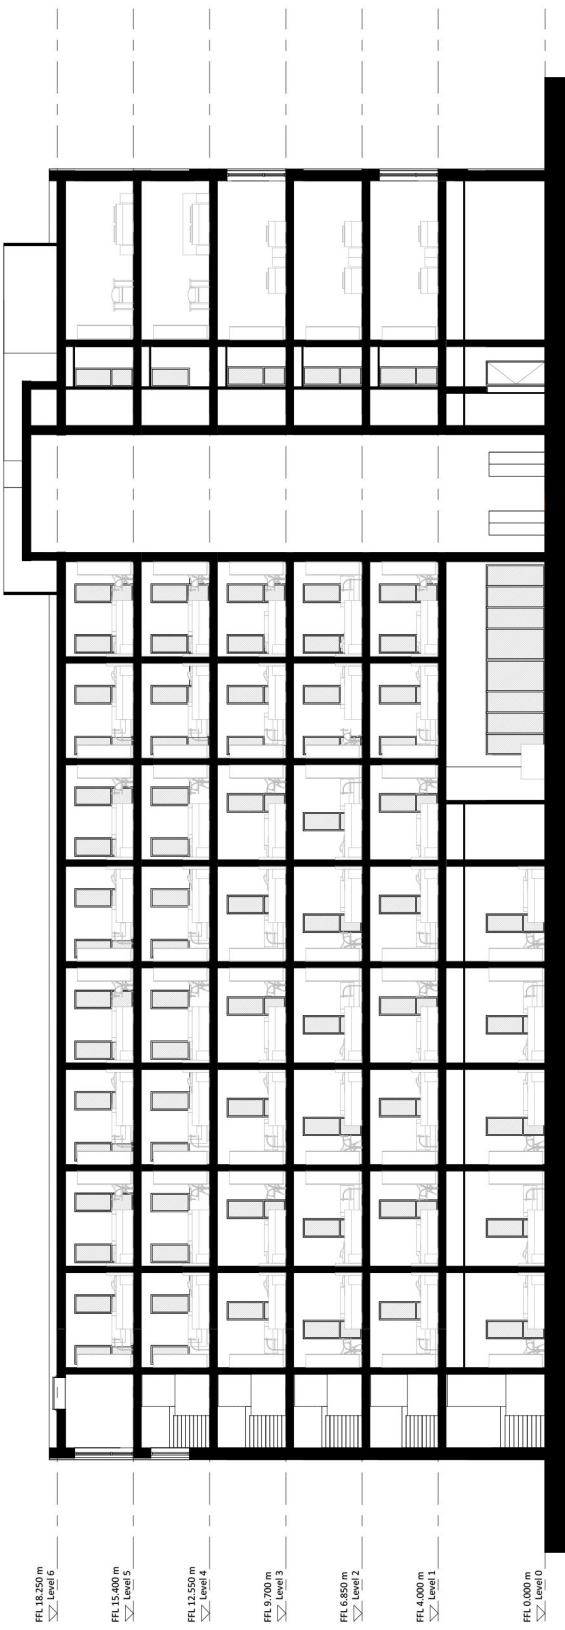 FFL 18.250 m
Level 6
FFL 15.400 m
Level 5
FFL 12.550 m
Level 4
FFL 9.700 m
Level 3
FFL 6.850 m
Level 2
FFL 4.000 m
Level 1
FFL 0.000 m
Level 0